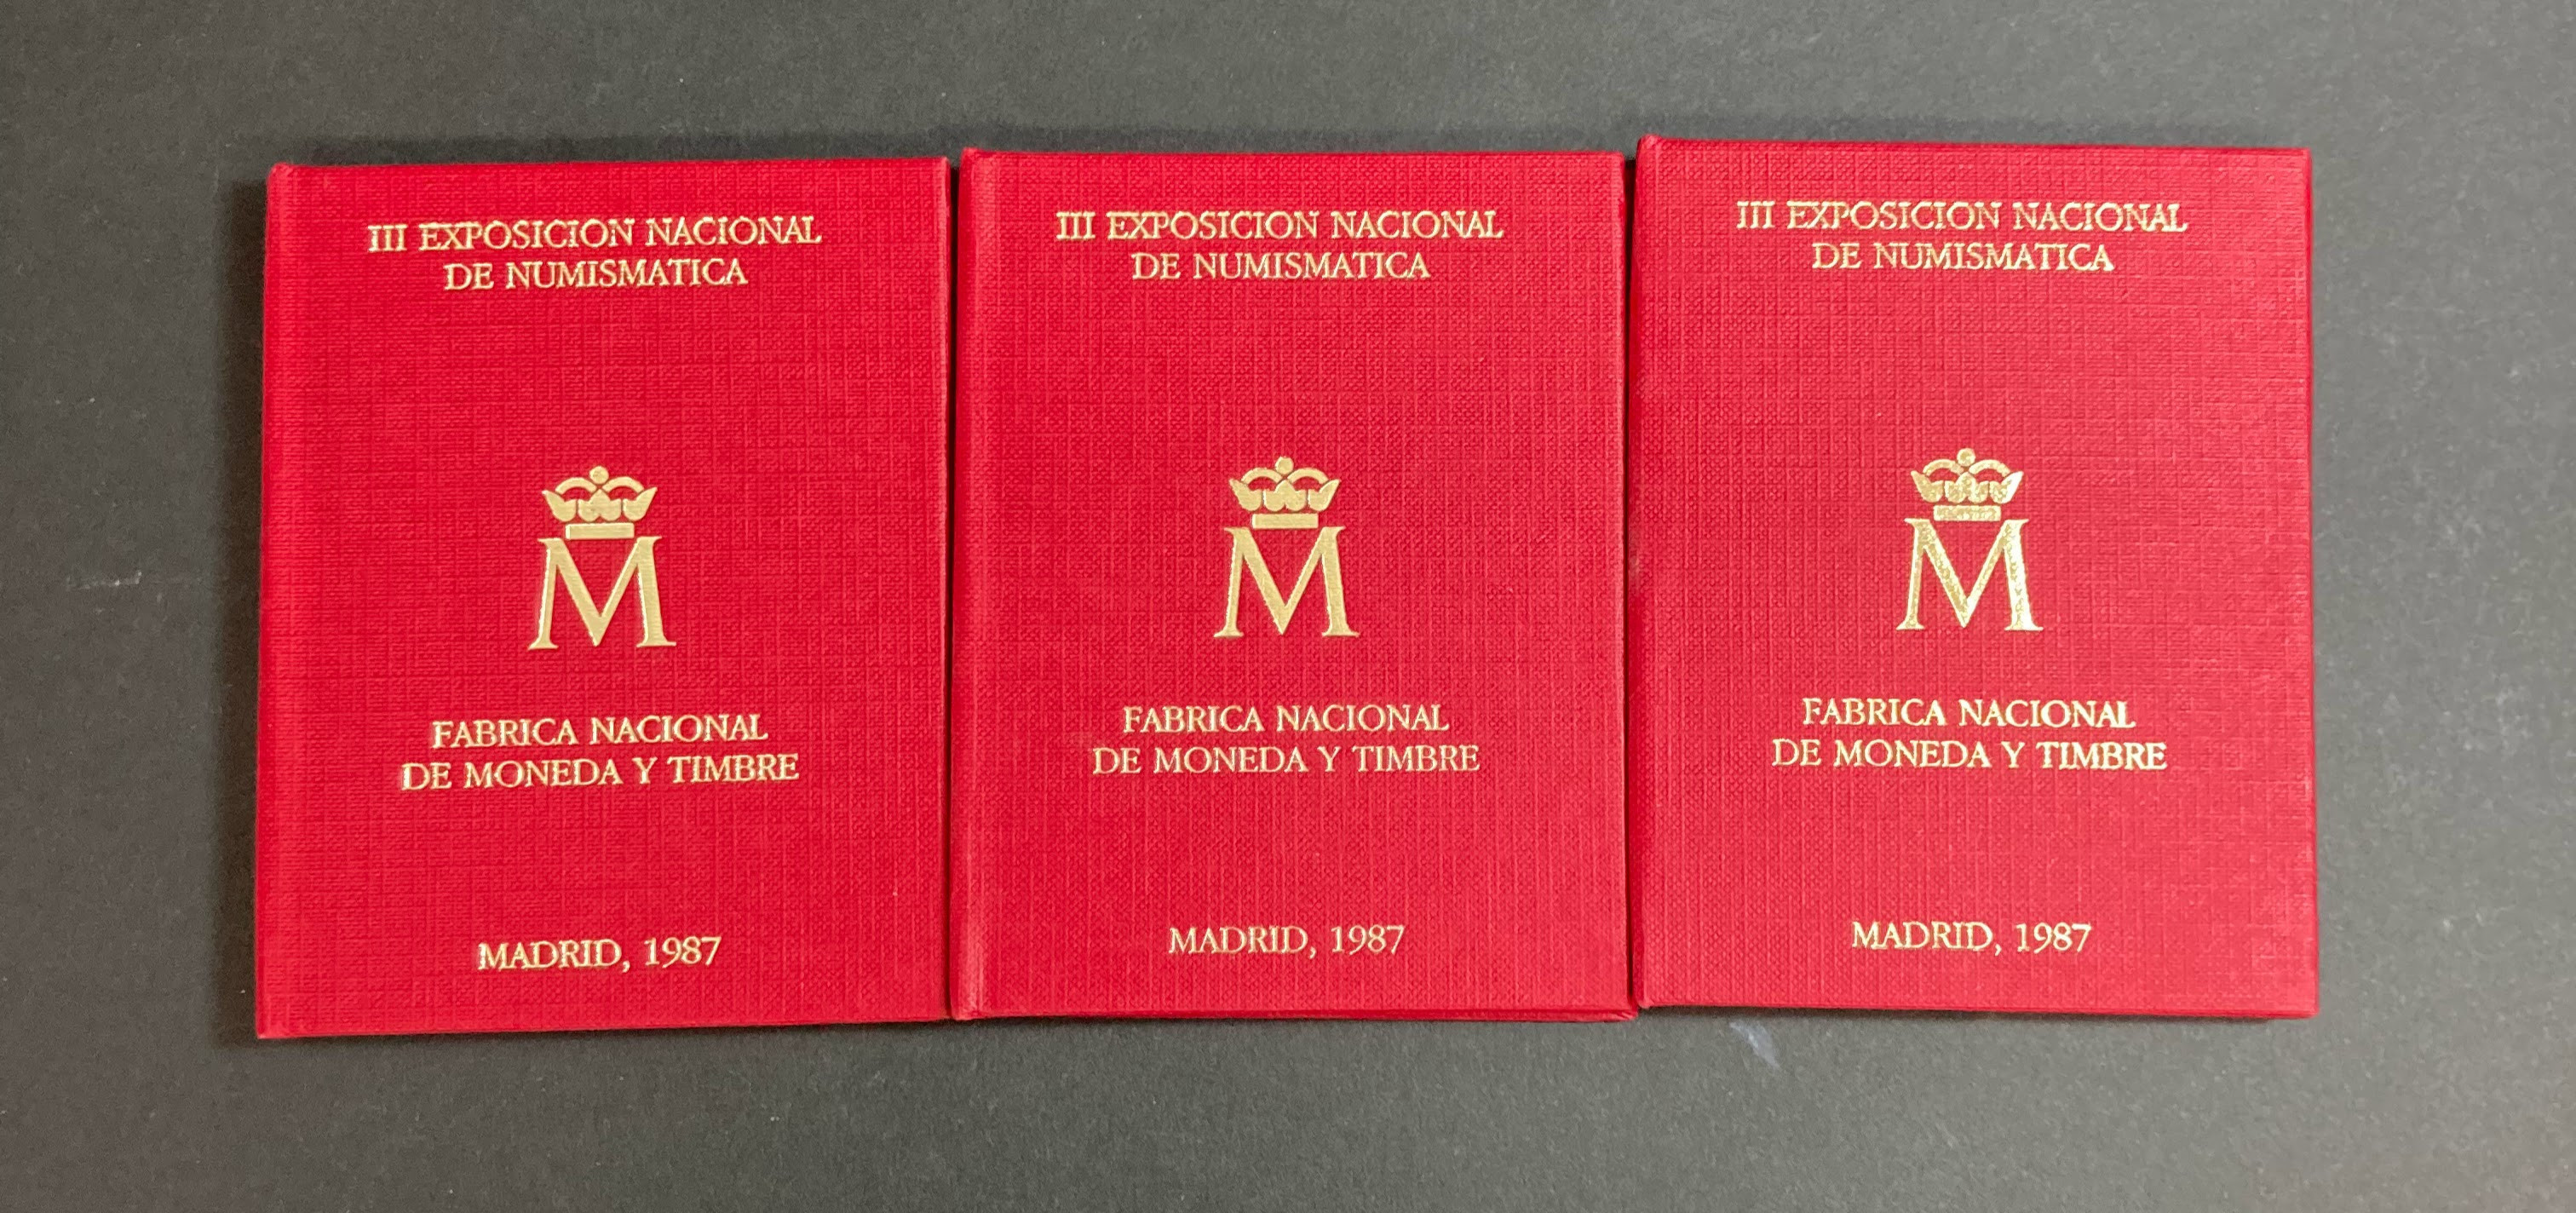 III EXPOSICION NACIONAL
DE NUMISMATICA
M
FABRICA NACIONAL
DE MONEDA Y TIMBRE
MADRID, 1987
III EXPOSICION NACIONAL
DE NUMISMATICA
M
FABRICA NACIONAL
DE MONEDA Y TIMBRE
MADRID, 1987
III EXPOSICION NACIONAL
DE NUMISMATICA
M
FABRICA NACIONAL
DE MONEDA Y TIMBRE
MADRID, 1987